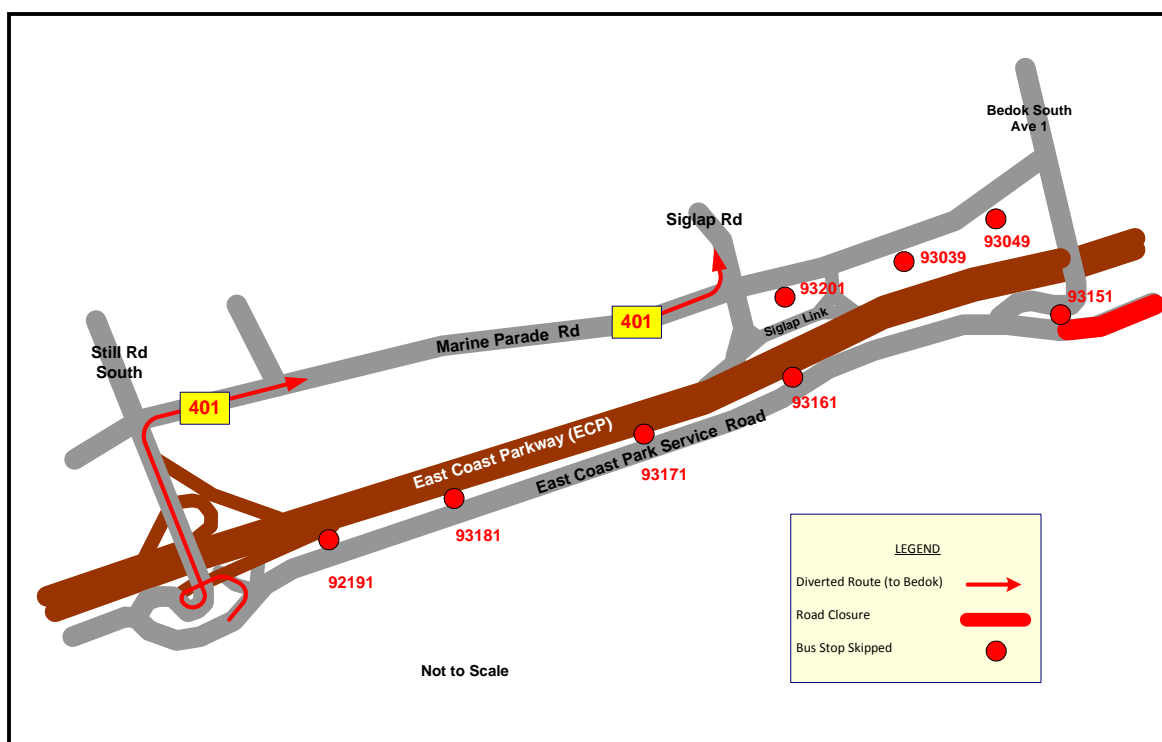 Bedok South
Ave 1
Siglap Rd
93049
93039
93201
93151
401
Siglap Link
Marine Parade Rd
Still Rd
South
93161
401
East Coast Parkway (ECP)
East Coast Park Service Road
93171
93181
92191
LEGEND
Diverted Route (to Bedok)
Road Closure
Bus Stop Skipped
Not to Scale